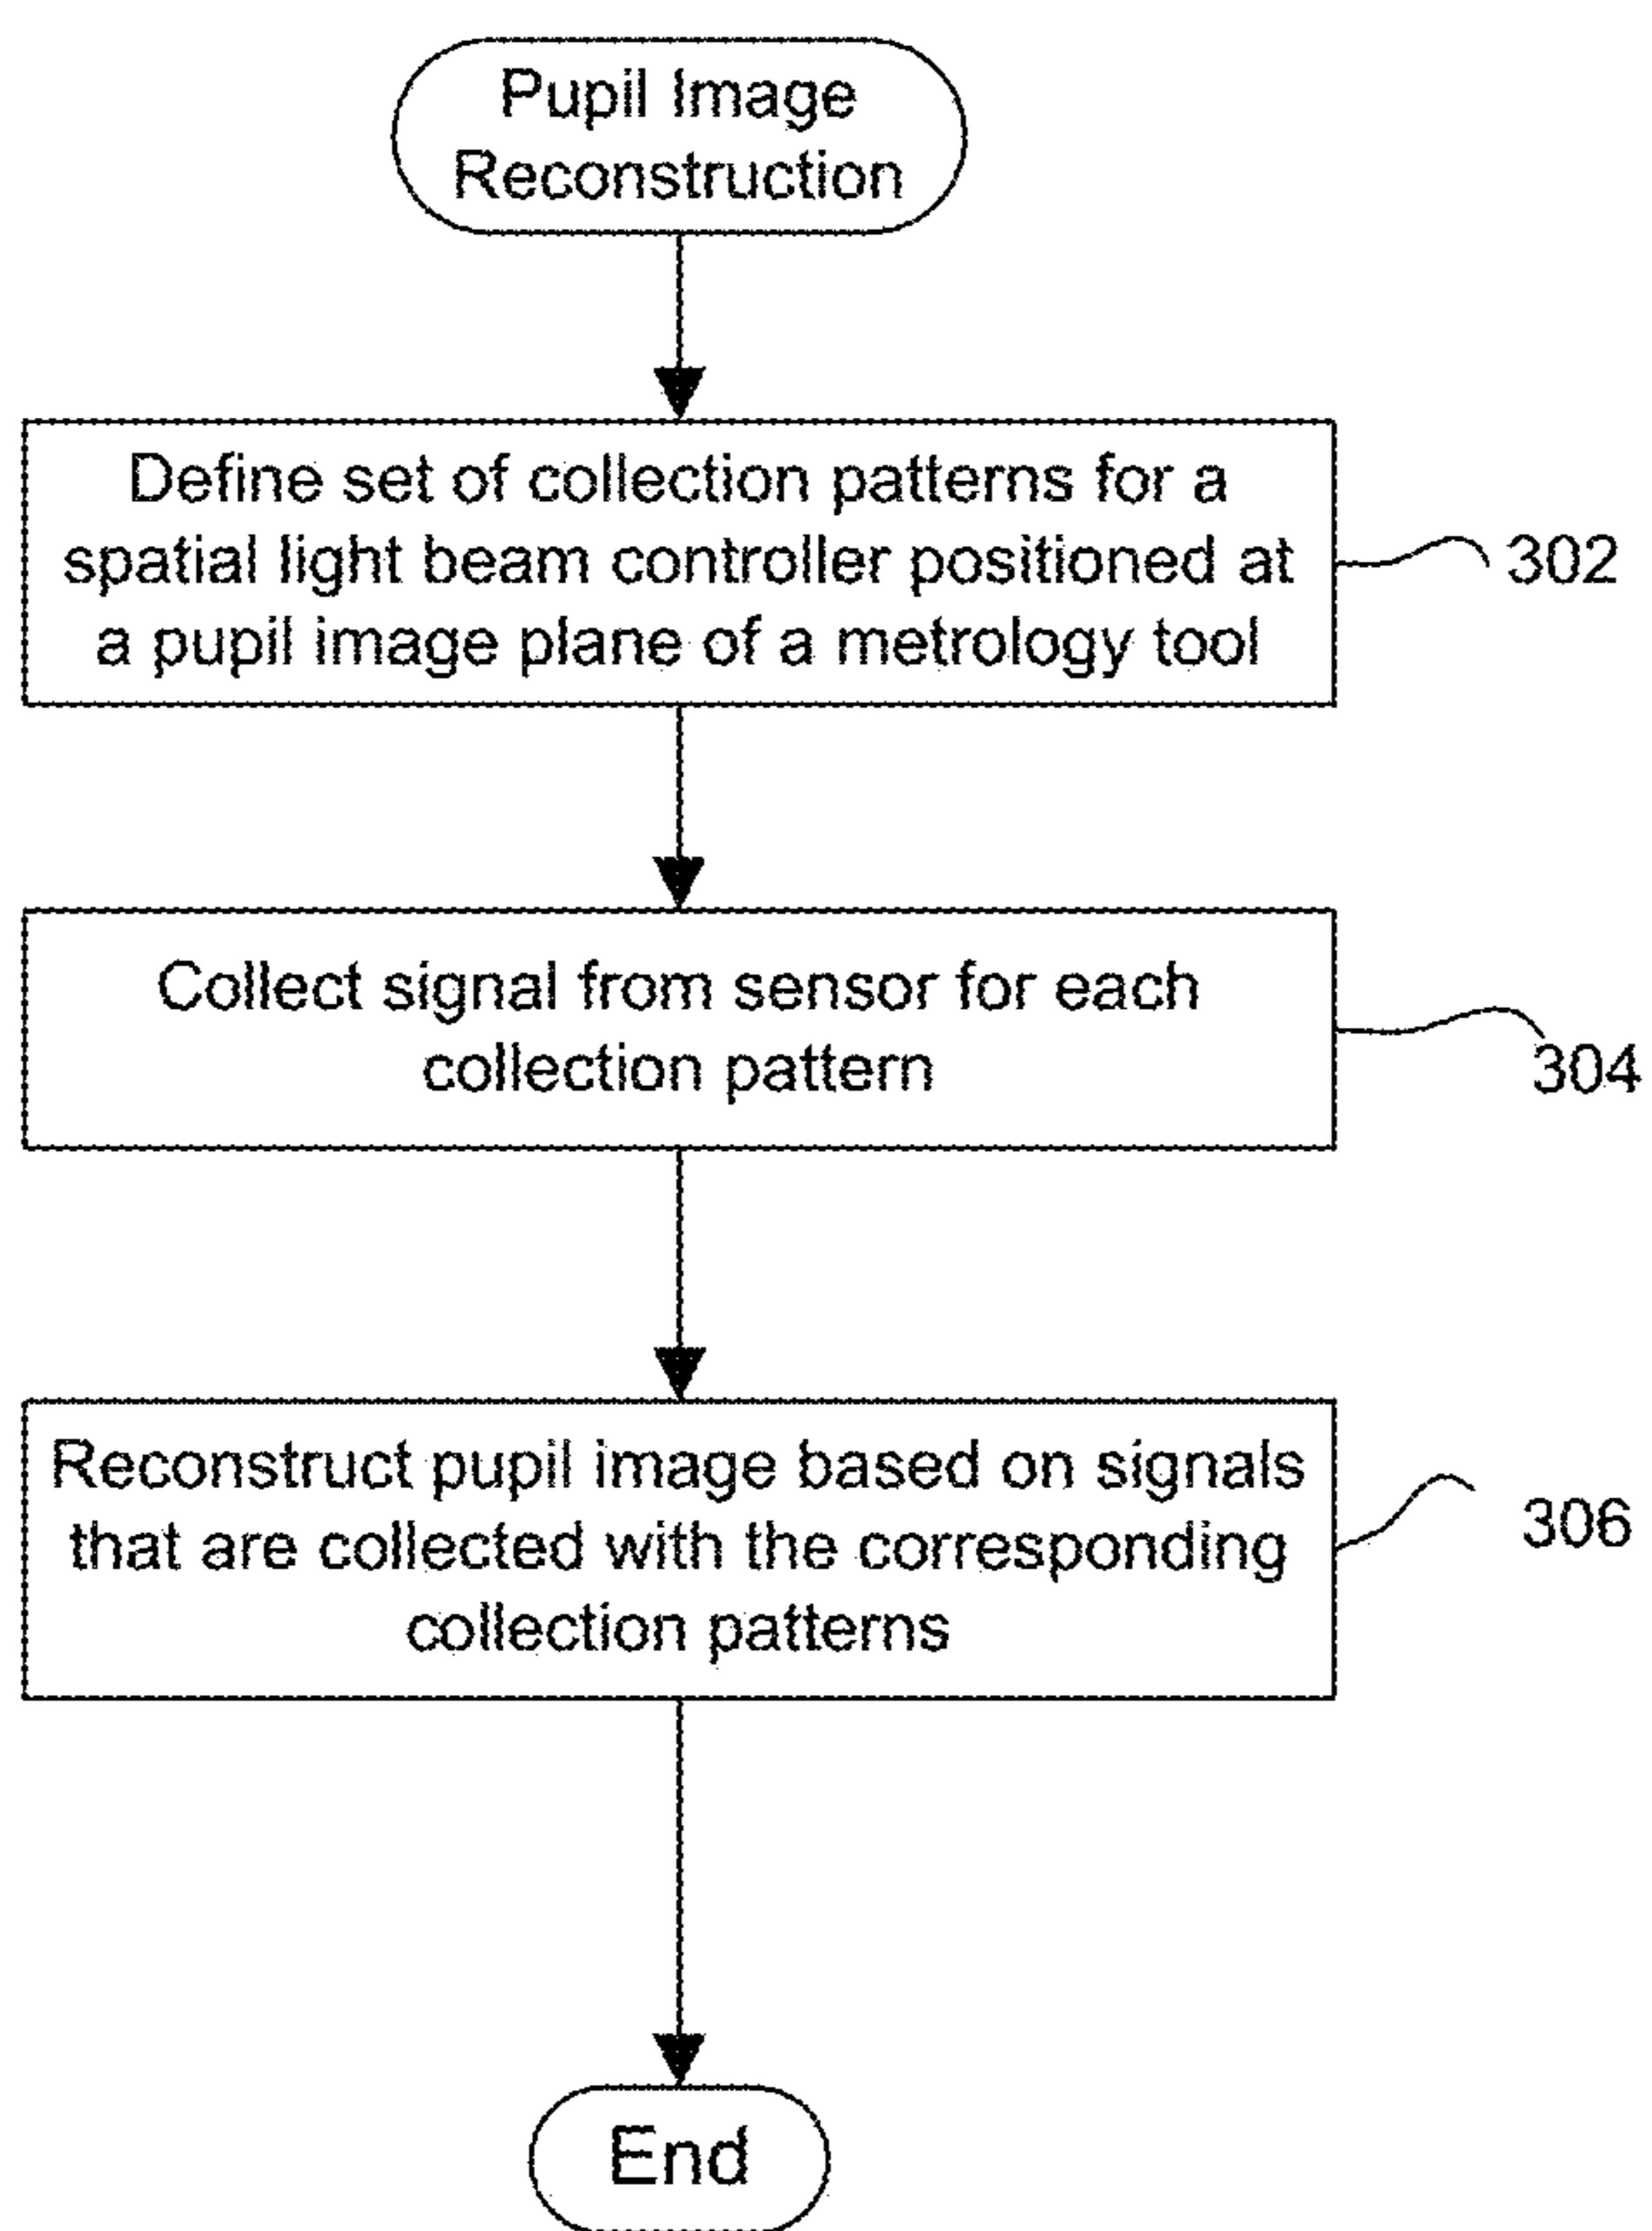 Pupil Image
Reconstruction
Define set of collection patterns for a
spatial light beam controller positioned at
a pupil image plane of a metrology tool
302
Collect signal from sensor for each
collection pattern
304
Reconstruct pupil image based on signals
that are collected with the corresponding
collection patterns
306
End